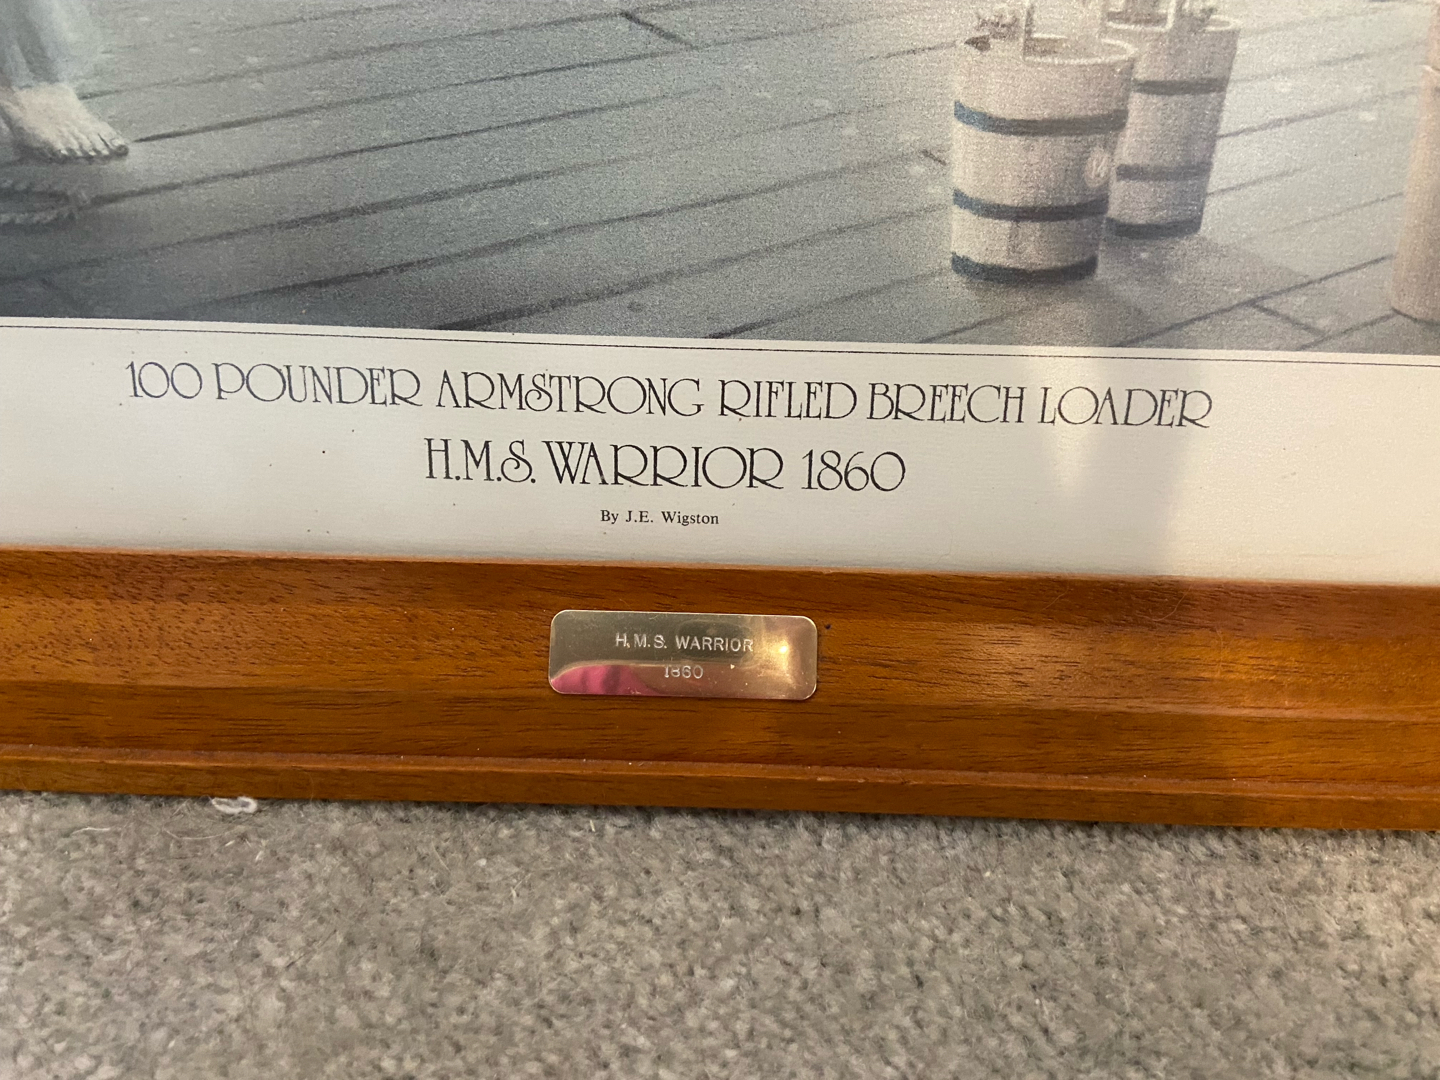 100 POUNDER ARMSTRONG RIFLED BREECH LOADER
H.M.S. WARRIOR 1860
By J.E. Wigston
H.M.S. WARRIOR
1860